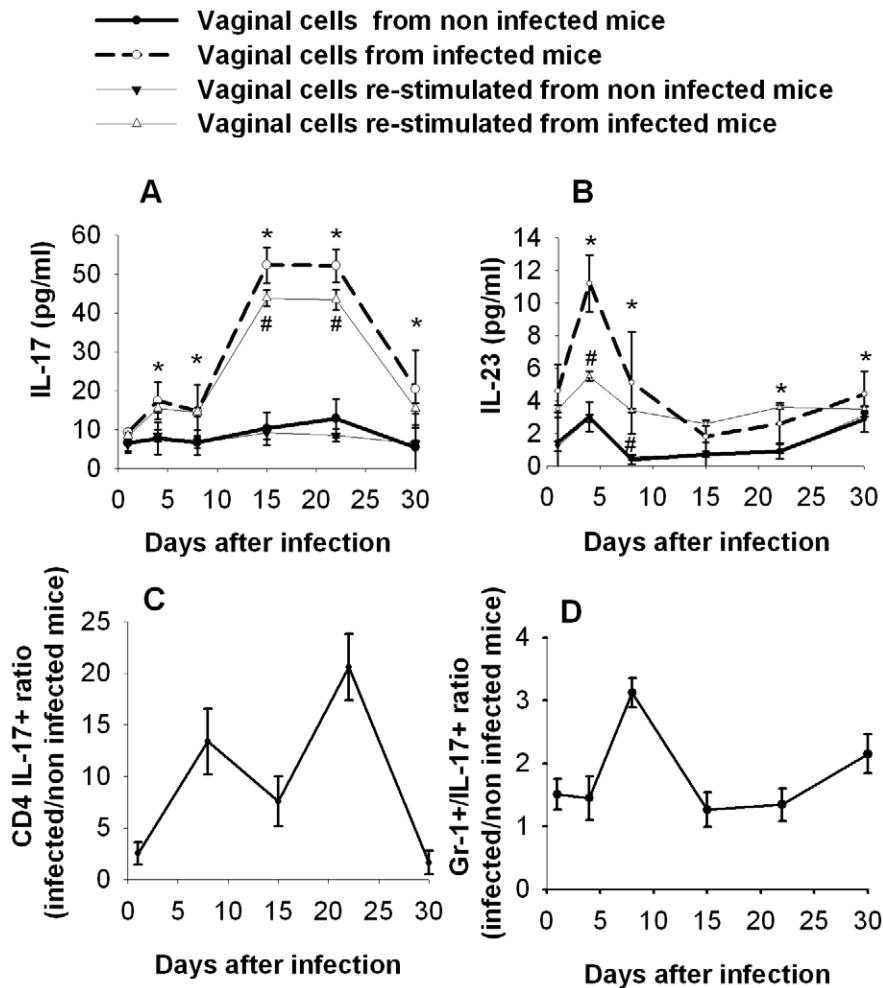 Vaginal cells from non infected mice
Vaginal cells from infected mice
Vaginal cells re-stimulated from non infected mice
Vaginal cells re-stimulated from infected mice
A
IL-17 (pg/ml)
60
50
40
30
20
10
0
* * * * *
# #
0 5 10 15 20 25 30
Days after infection
B
IL-23 (pg/ml)
14
12
10
8
6
4
2
0
* * * *
#
#
0 5 10 15 20 25 30
Days after infection
C
CD4 IL-17+ ratio
(infected/non infected mice)
25
20
15
10
5
0
0 5 10 15 20 25 30
Days after infection
D
Gr-1+/IL-17+ ratio
(infected/non infected mice)
4
3
2
1
0
0 5 10 15 20 25 30
Days after infection